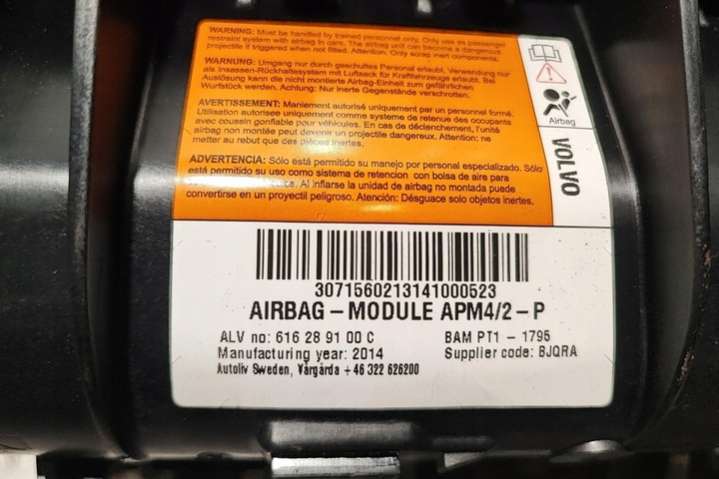 WARNING: Must be handled by trained personnel only. Only use as passenger
restraint system with airbag in cars. The airbag unit can become a dangerous
projectile if triggered when not fitted. Attention: Only scrap inert components.
WARNUNG: Umgang nur durch geschultes Personal erlaubt, Verwendung nur
als Insassen-Rückhaltesystem mit Luftsack für Kraftfahrzeuge erlaubt. Bei
Auslösung kann die nicht montierte Airbag-Einheit zum gefährlichen
Wurfstück werden. Achtung: Nur inerte Gegenstände verschrotten.
AVERTISSEMENT: Maniement autorisé uniquement par un personnel formé.
Utilisation autorisée uniquement comme système de retenue des occupants
avec coussin gonflable pour véhicules. En cas de déclenchement, l'unité
airbag non montée peut devenir un projectile dangereux. Attention: ne
mettre au rebut que des pièces inertes.
ADVERTENCIA: Sólo está permitido su manejo por personal especializado. Sólo
está permitido su uso como sistema de retención con bolsa de aire para
Al inflarse la unidad de airbag no montada puede
convertirse en un proyectil peligroso. Atención: Desguace solo objetos inertes.
Airbag
VOLVO
3071560213141000523
AIRBAG - MODULE APM4/2 - P
ALV no: 616 28 91 00 C BAM PT1 - 1795
Manufacturing year: 2014 Supplier code: BJQRA
Autoliv Sweden, Vårgårda +46 322 626200